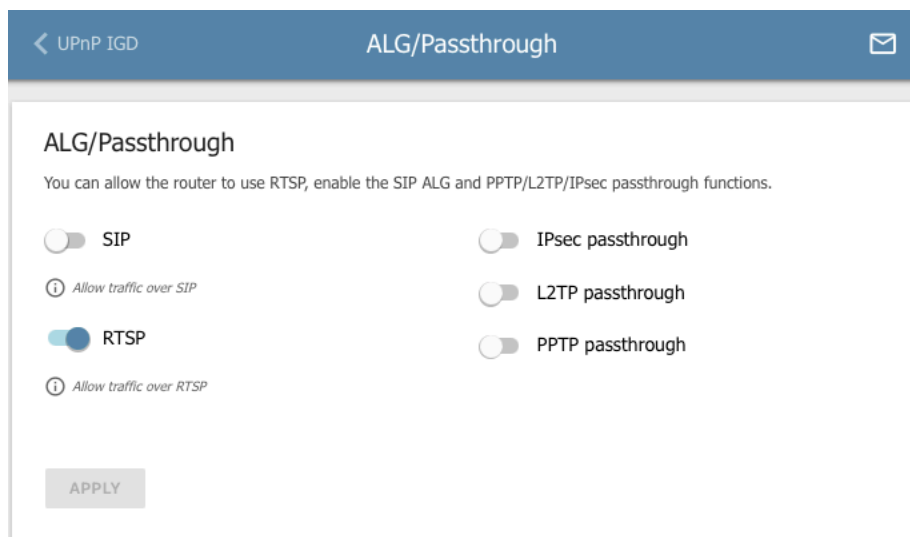 UPnP IGD
ALG/Passthrough
ALG/Passthrough
You can allow the router to use RTSP, enable the SIP ALG and PPTP/L2TP/IPsec passthrough functions.
SIP
Allow traffic over SIP
RTSP
Allow traffic over RTSP
IPsec passthrough
L2TP passthrough
PPTP passthrough
APPLY